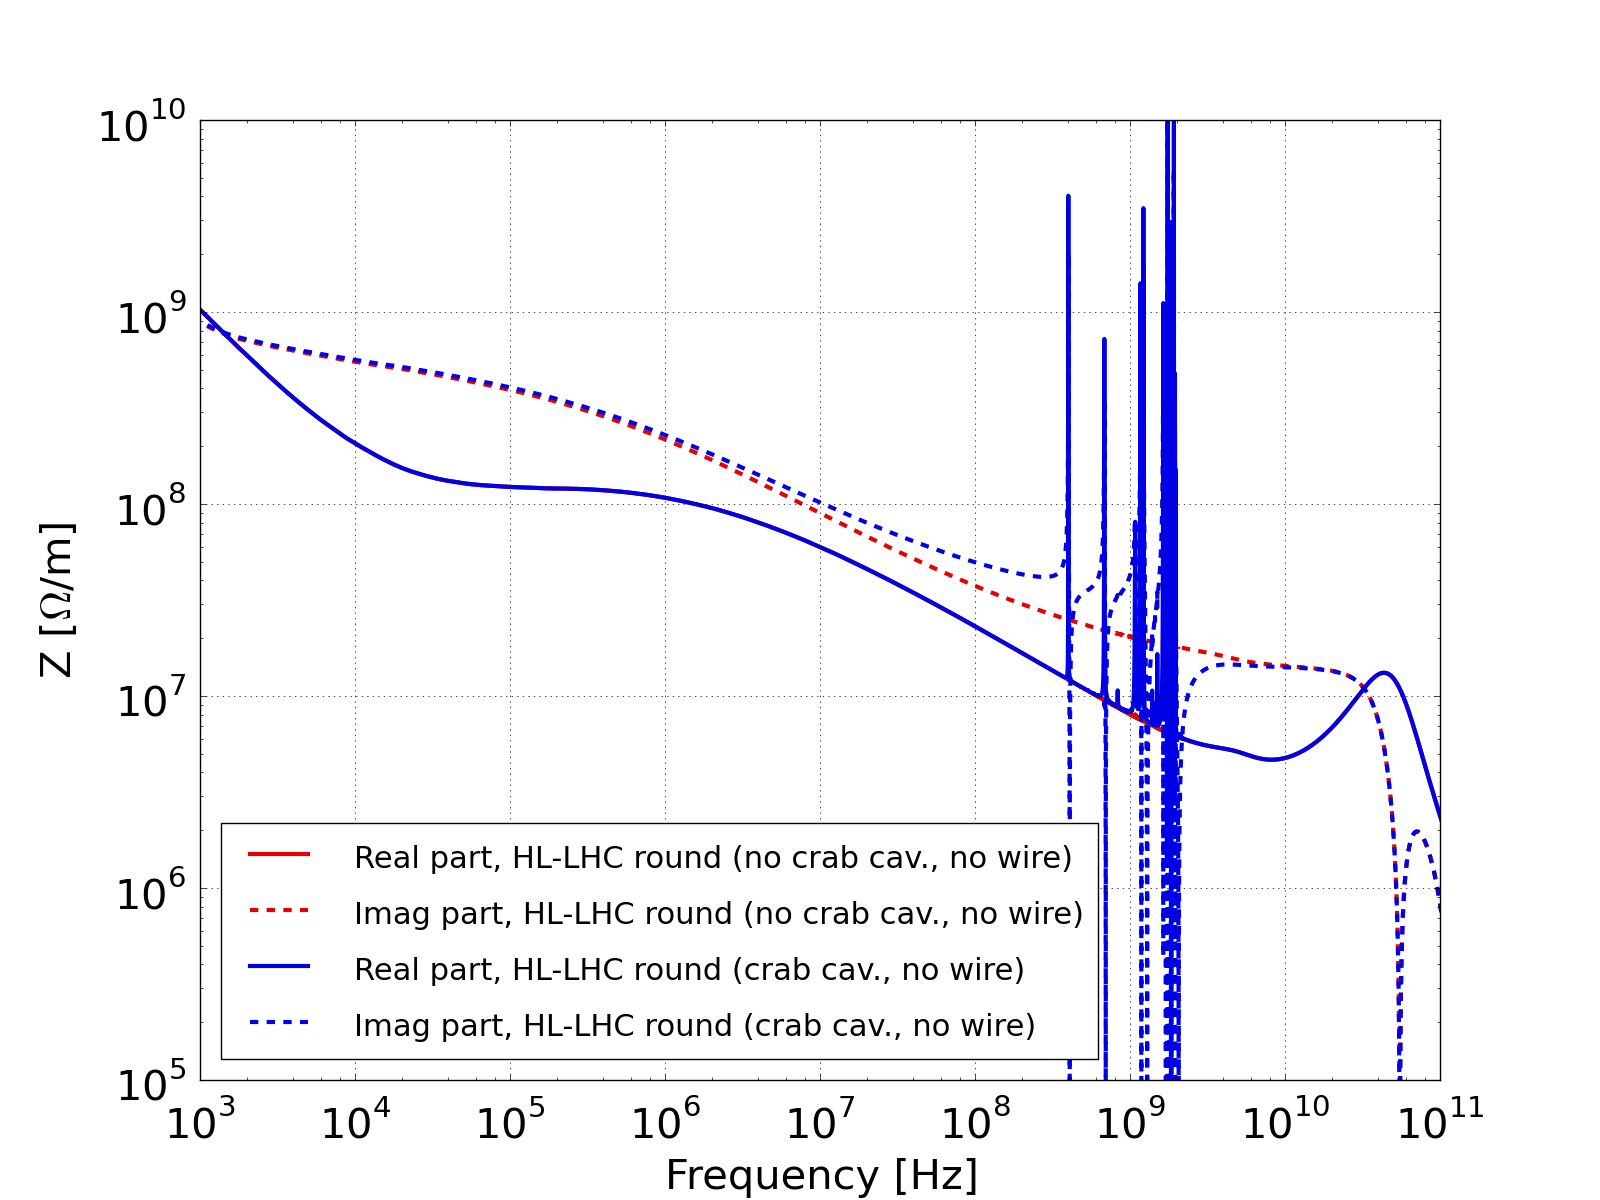 10^10
10^9
10^8
10^7
10^6
10^5
Z [Ω/m]
Real part, HL-LHC round (no crab cav., no wire)
Imag part, HL-LHC round (no crab cav., no wire)
Real part, HL-LHC round (crab cav., no wire)
Imag part, HL-LHC round (crab cav., no wire)
10^3 10^4 10^5 10^6 10^7 10^8 10^9 10^10 10^11
Frequency [Hz]